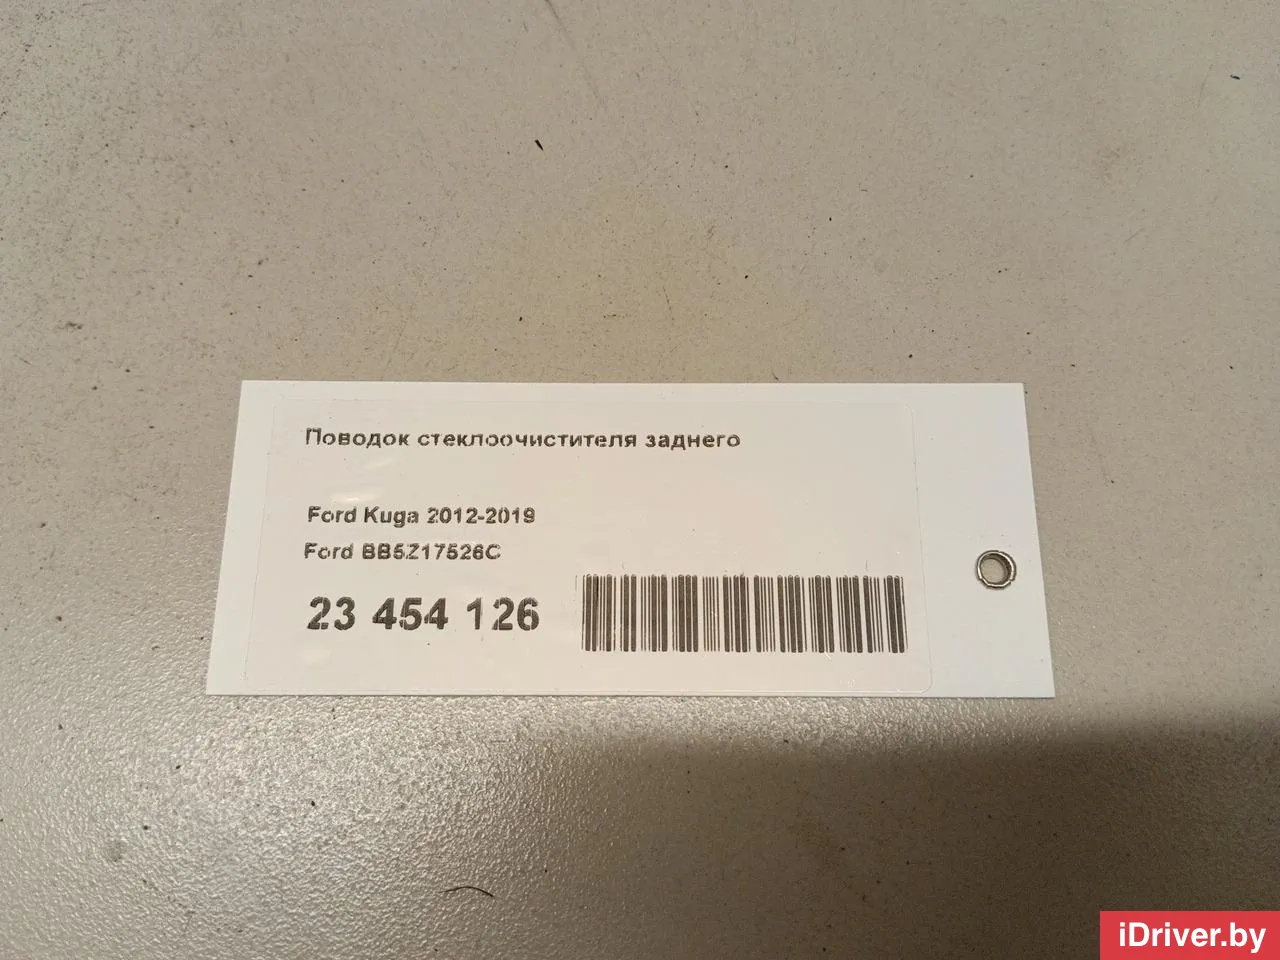 Поводок стеклоочистителя заднего
Ford Kuga 2012-2019
Ford BB5Z17526C
23 454 126
iDriver.by